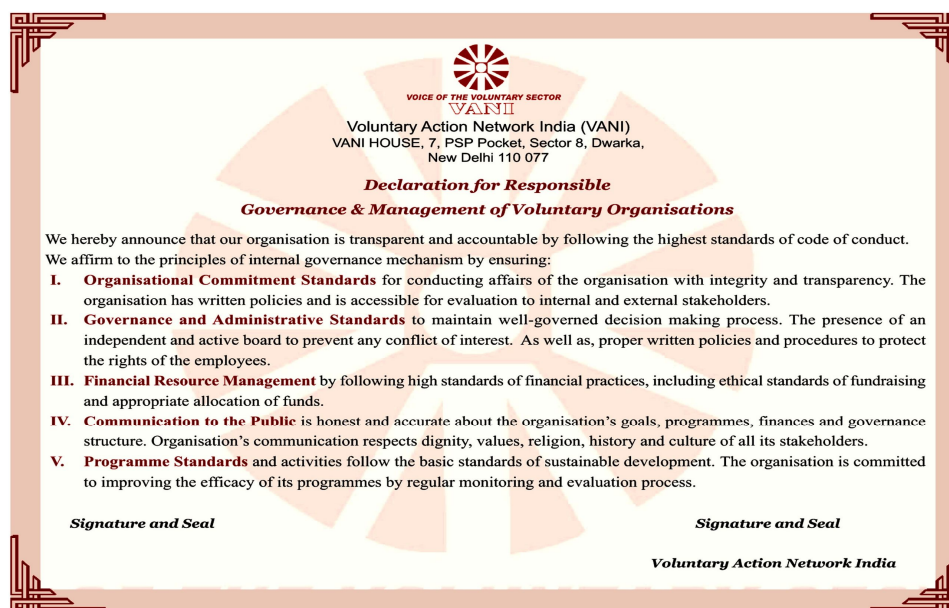 VOICE OF THE VOLUNTARY SECTOR
VANI
Voluntary Action Network India (VANI)
VANI HOUSE, 7, PSP Pocket, Sector 8, Dwarka,
New Delhi 110 077
Declaration for Responsible
Governance & Management of Voluntary Organisations
We hereby announce that our organisation is transparent and accountable by following the highest standards of code of conduct.
We affirm to the principles of internal governance mechanism by ensuring:
I. Organisational Commitment Standards for conducting affairs of the organisation with integrity and transparency. The
organisation has written policies and is accessible for evaluation to internal and external stakeholders.
II. Governance and Administrative Standards to maintain well-governed decision making process. The presence of an
independent and active board to prevent any conflict of interest. As well as, proper written policies and procedures to protect
the rights of the employees.
III. Financial Resource Management by following high standards of financial practices, including ethical standards of fundraising
and appropriate allocation of funds.
IV. Communication to the Public is honest and accurate about the organisation's goals, programmes, finances and governance
structure. Organisation's communication respects dignity, values, religion, history and culture of all its stakeholders.
V. Programme Standards and activities follow the basic standards of sustainable development. The organisation is committed
to improving the efficacy of its programmes by regular monitoring and evaluation process.
Signature and Seal
Signature and Seal
Voluntary Action Network India